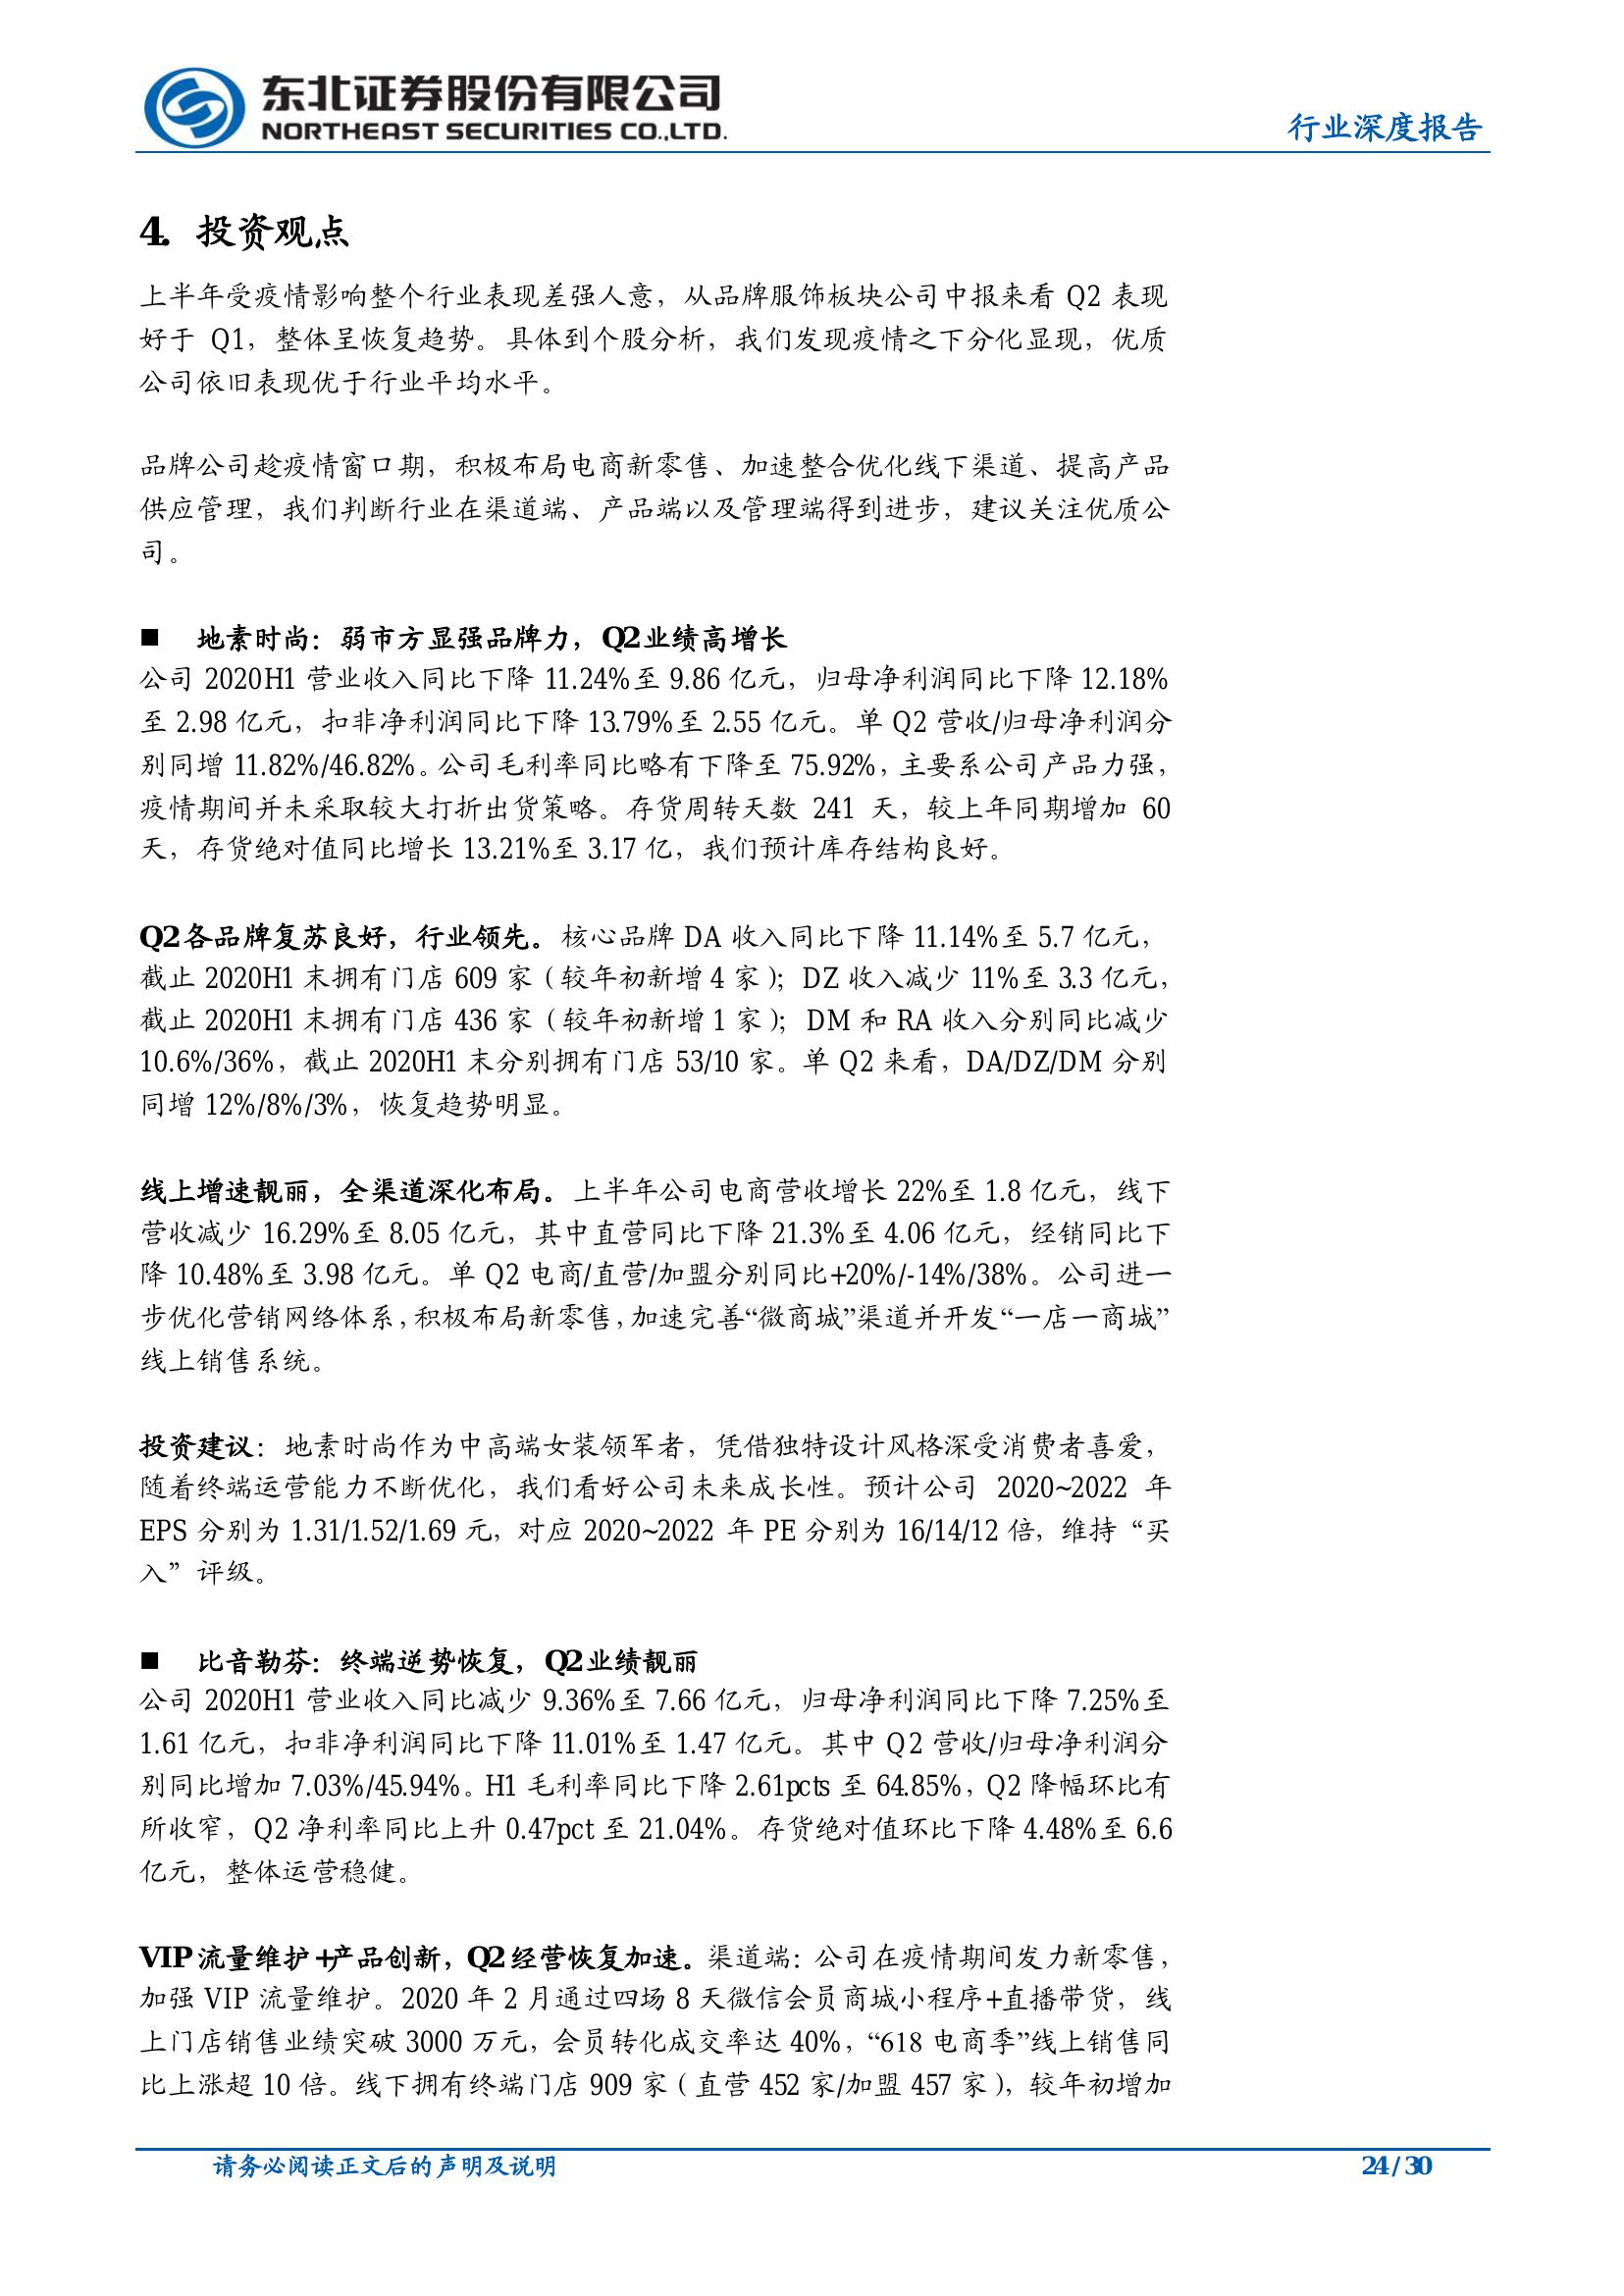 东北证券股份有限公司
NORTHEAST SECURITIES CO.,LTD.
行业深度报告
4. 投资观点
上半年受疫情影响整个行业表现差强人意，从品牌服饰板块公司中报来看 Q2 表现
好于 Q1，整体呈恢复趋势。具体到个股分析，我们发现疫情之下分化显现，优质
公司依旧表现优于行业平均水平。
品牌公司趁疫情窗口期，积极布局电商新零售、加速整合优化线下渠道、提高产品
供应管理，我们判断行业在渠道端、产品端以及管理端得到进步，建议关注优质公
司。
■ 地素时尚：弱市方显强品牌力，Q2 业绩高增长
公司 2020H1 营业收入同比下降 11.24%至 9.86 亿元，归母净利润同比下降 12.18%
至 2.98 亿元，扣非净利润同比下降 13.79%至 2.55 亿元。单 Q2 营收/归母净利润分
别同增 11.82%/46.82%。公司毛利率同比略有下降至 75.92%，主要系公司产品力强，
疫情期间并未采取较大打折出货策略。存货周转天数 241 天，较上年同期增加 60
天，存货绝对值同比增长 13.21%至 3.17 亿，我们预计库存结构良好。
Q2 各品牌复苏良好，行业领先。核心品牌 DA 收入同比下降 11.14%至 5.7 亿元，
截止 2020H1 末拥有门店 609 家（较年初新增 4 家）；DZ 收入减少 11%至 3.3 亿元，
截止 2020H1 末拥有门店 436 家（较年初新增 1 家）；DM 和 RA 收入分别同比减少
10.6%/36%，截止 2020H1 末分别拥有门店 53/10 家。单 Q2 来看，DA/DZ/DM 分别
同增 12%/8%/3%，恢复趋势明显。
线上增速靓丽，全渠道深化布局。上半年公司电商营收增长 22%至 1.8 亿元，线下
营收减少 16.29%至 8.05 亿元，其中直营同比下降 21.3%至 4.06 亿元，经销同比下
降 10.48%至 3.98 亿元。单 Q2 电商/直营/加盟分别同比+20%/-14%/38%。公司进一
步优化营销网络体系，积极布局新零售，加速完善“微商城”渠道并开发“一店一商城”
线上销售系统。
投资建议：地素时尚作为中高端女装领军者，凭借独特设计风格深受消费者喜爱，
随着终端运营能力不断优化，我们看好公司未来成长性。预计公司 2020~2022 年
EPS 分别为 1.31/1.52/1.69 元，对应 2020~2022 年 PE 分别为 16/14/12 倍，维持“买
入”评级。
■ 比音勒芬：终端逆势恢复，Q2 业绩靓丽
公司 2020H1 营业收入同比减少 9.36%至 7.66 亿元，归母净利润同比下降 7.25%至
1.61 亿元，扣非净利润同比下降 11.01%至 1.47 亿元。其中 Q2 营收/归母净利润分
别同比增加 7.03%/45.94%。H1 毛利率同比下降 2.61pcts 至 64.85%，Q2 降幅环比有
所收窄，Q2 净利率同比上升 0.47pct 至 21.04%。存货绝对值环比下降 4.48%至 6.6
亿元，整体运营稳健。
VIP 流量维护+产品创新，Q2 经营恢复加速。渠道端：公司在疫情期间发力新零售，
加强 VIP 流量维护。2020 年 2 月通过四场 8 天微信会员商城小程序+直播带货，线
上门店销售业绩突破 3000 万元，会员转化成交率达 40%，“618 电商季”线上销售同
比上涨超 10 倍。线下拥有终端门店 909 家（直营 452 家/加盟 457 家），较年初增加
请务必阅读正文后的声明及说明
24 / 30